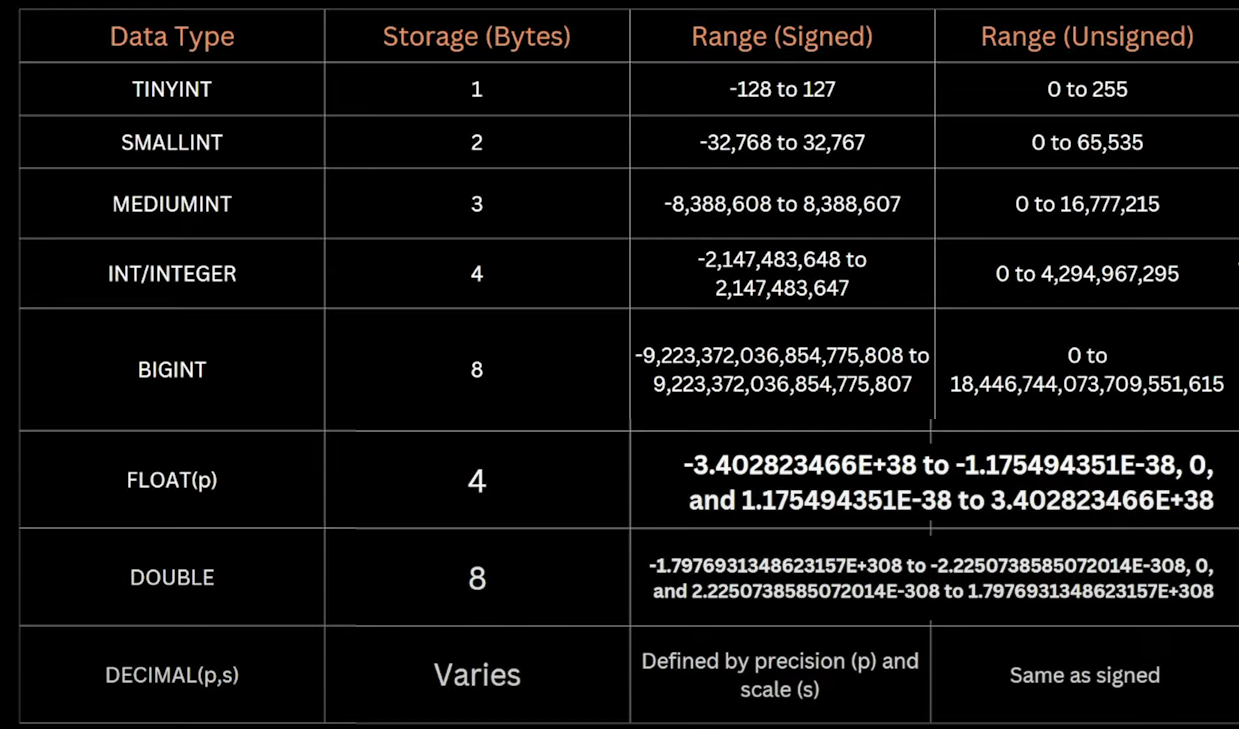 Data Type Storage (Bytes) Range (Signed) Range (Unsigned)
TINYINT 1 -128 to 127 0 to 255
SMALLINT 2 -32,768 to 32,767 0 to 65,535
MEDIUMINT 3 -8,388,608 to 8,388,607 0 to 16,777,215
INT/INTEGER 4 -2,147,483,648 to
2,147,483,647 0 to 4,294,967,295
BIGINT 8 -9,223,372,036,854,775,808 to
9,223,372,036,854,775,807 0 to
18,446,744,073,709,551,615
FLOAT(p) 4 -3.402823466E+38 to -1.175494351E-38, 0,
and 1.175494351E-38 to 3.402823466E+38
DOUBLE 8 -1.7976931348623157E+308 to -2.2250738585072014E-308, 0,
and 2.2250738585072014E-308 to 1.7976931348623157E+308
DECIMAL(p,s) Varies Defined by precision (p) and
scale (s) Same as signed